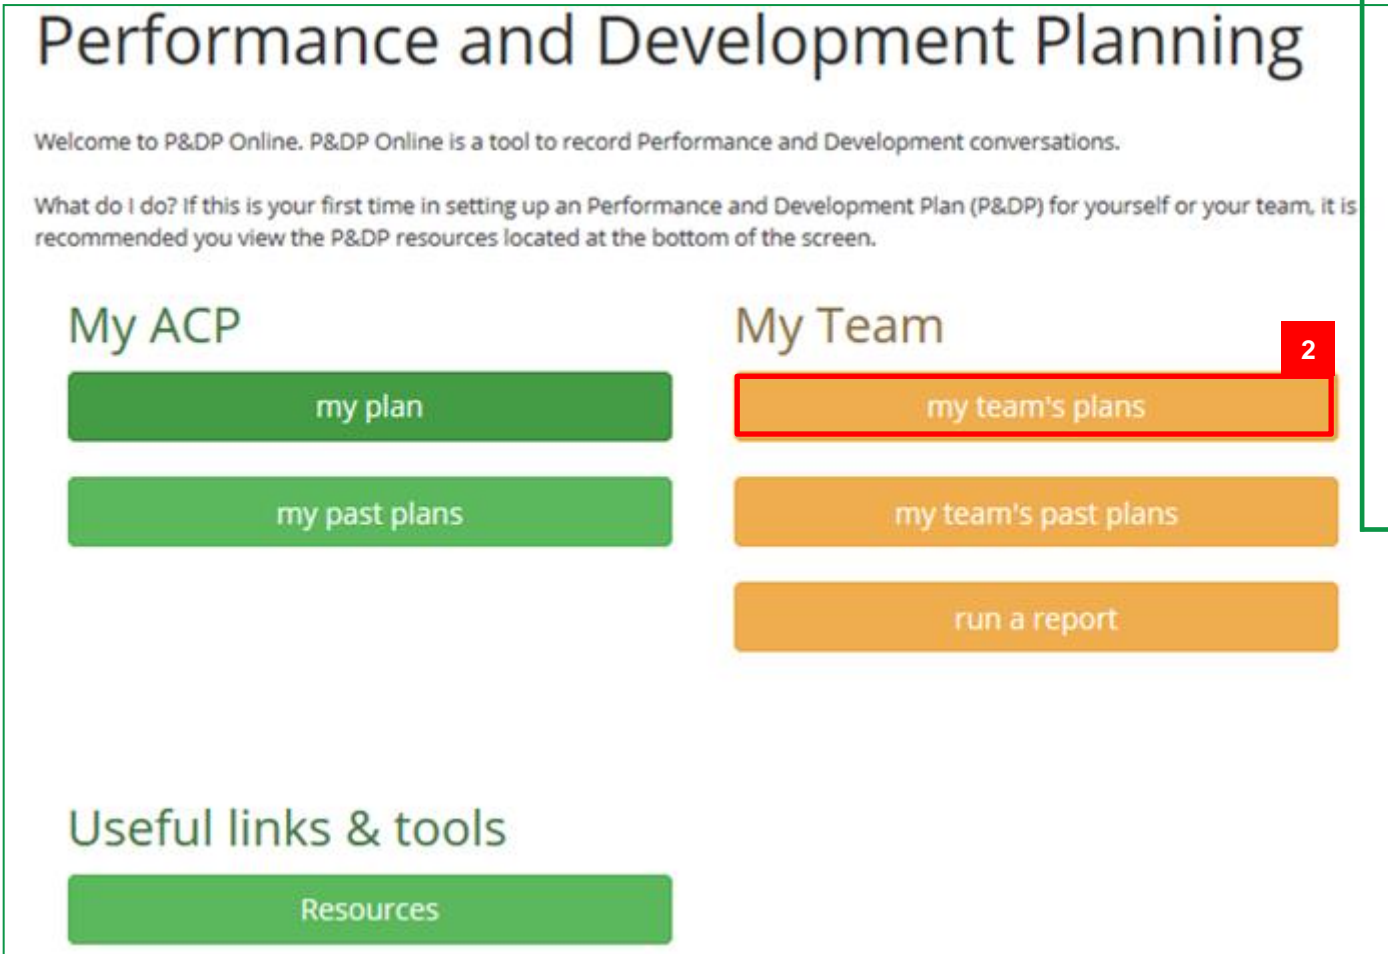 Performance and Development Planning
Welcome to P&DP Online. P&DP Online is a tool to record Performance and Development conversations.
What do I do? If this is your first time in setting up an Performance and Development Plan (P&DP) for yourself or your team, it is
recommended you view the P&DP resources located at the bottom of the screen.
My ACP
my plan
my past plans
My Team
2
my team's plans
my team's past plans
run a report
Useful links & tools
Resources